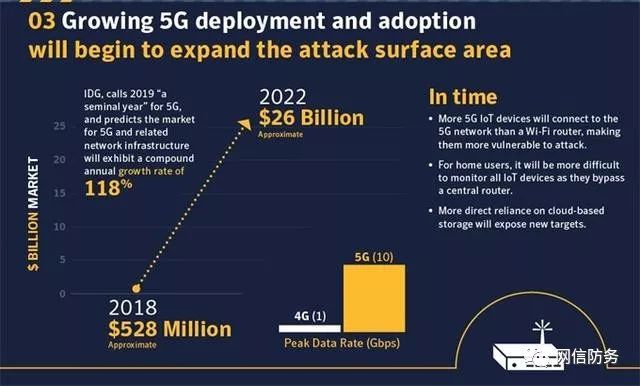 03 Growing 5G deployment and adoption
will begin to expand the attack surface area
IDG, calls 2019 “a
seminal year” for 5G,
and predicts the market
for 5G and related
network infrastructure
will exhibit a compound
annual growth rate of
118%
2022
$26 Billion
Approximate
$ BILLION MARKET
25
20
15
10
5
0
2018
$528 Million
Approximate
4G (1)
5G (10)
Peak Data Rate (Gbps)
In time
• More 5G IoT devices will connect to the
5G network than a Wi-Fi router, making
them more vulnerable to attack.
• For home users, it will be more difficult
to monitor all IoT devices as they bypass
a central router.
• More direct reliance on cloud-based
storage will expose new targets.
网信防务